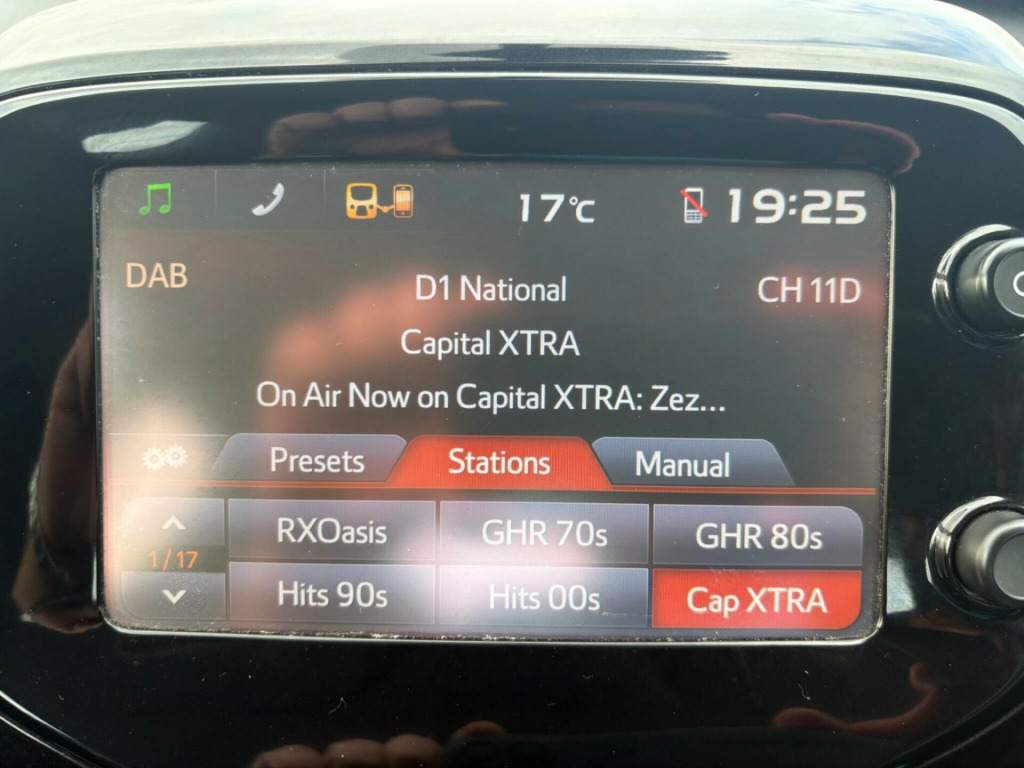 17°C 19:25
DAB D1 National CH 11D
Capital XTRA
On Air Now on Capital XTRA: Zez...
Presets Stations Manual
RXOasis GHR 70s GHR 80s
1/17
Hits 90s Hits 00s Cap XTRA